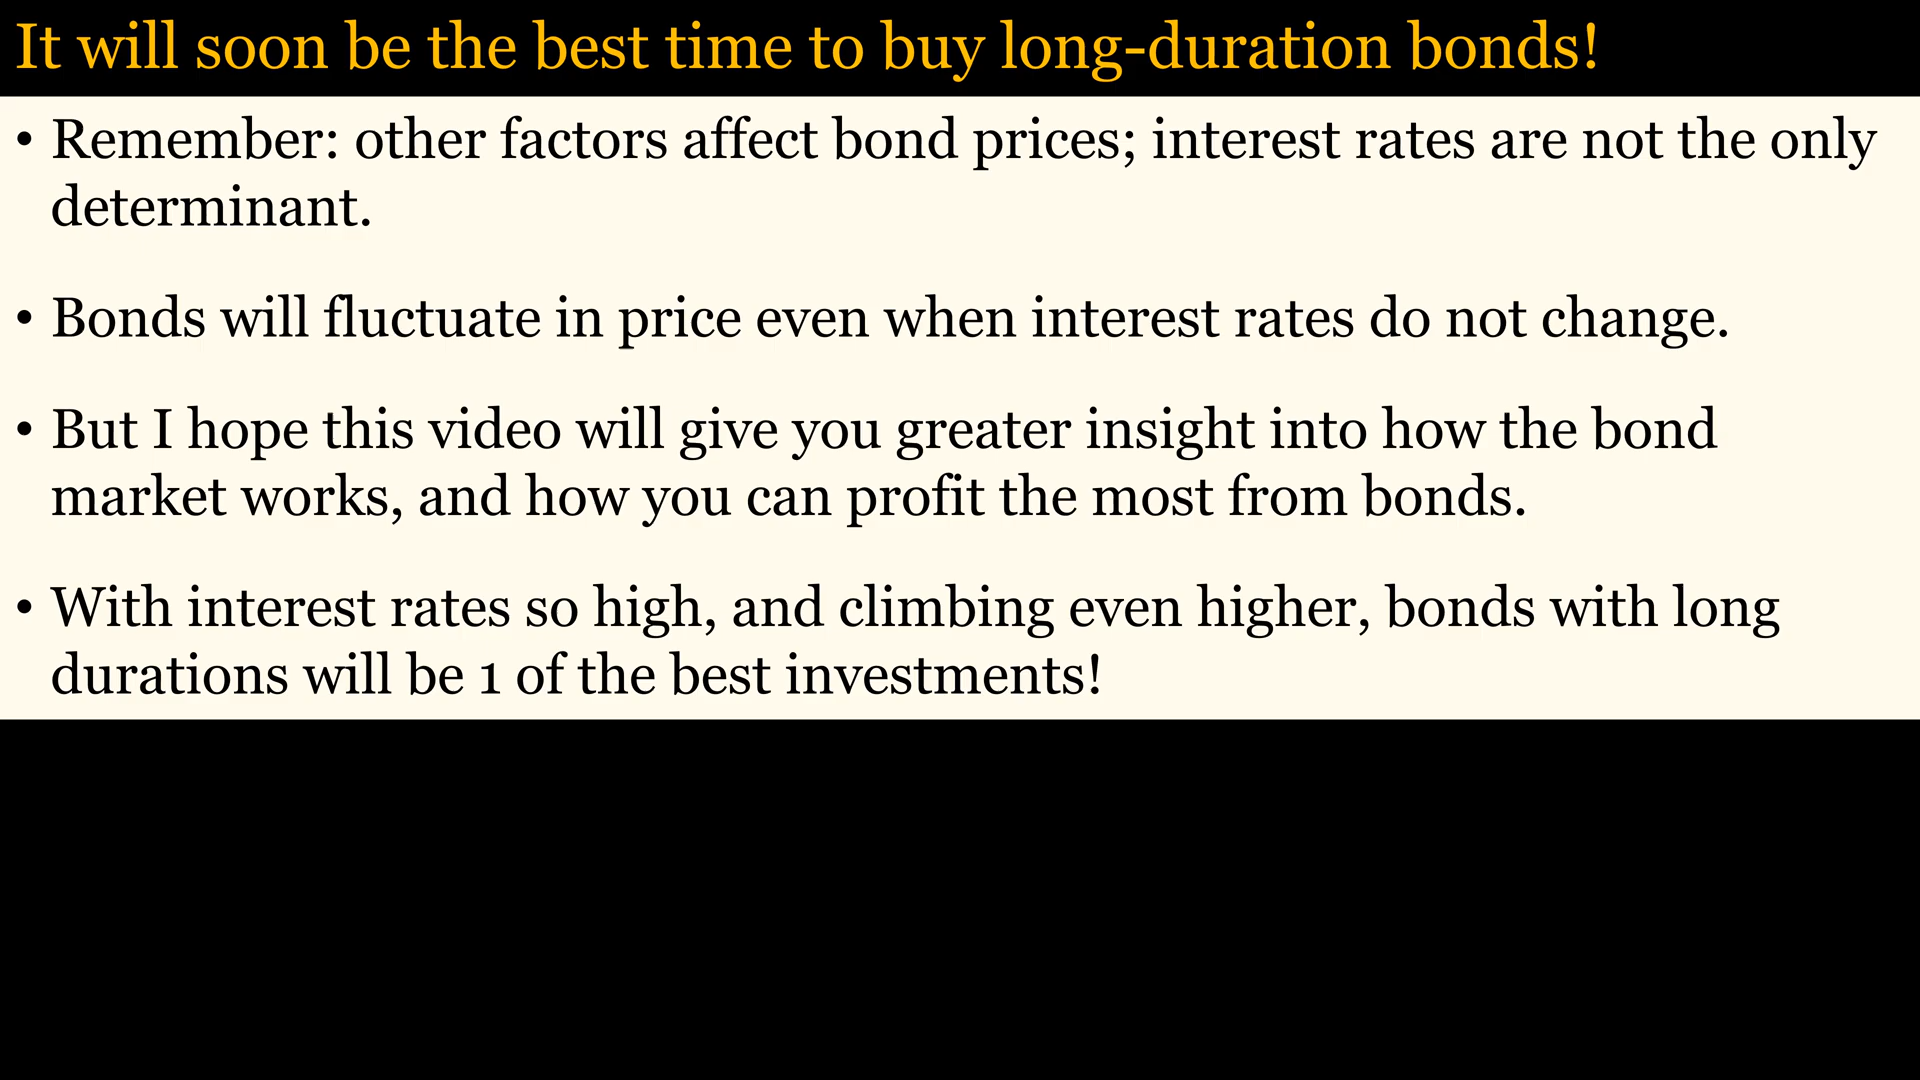 It will soon be the best time to buy long-duration bonds!
• Remember: other factors affect bond prices; interest rates are not the only
determinant.
• Bonds will fluctuate in price even when interest rates do not change.
• But I hope this video will give you greater insight into how the bond
market works, and how you can profit the most from bonds.
• With interest rates so high, and climbing even higher, bonds with long
durations will be 1 of the best investments!